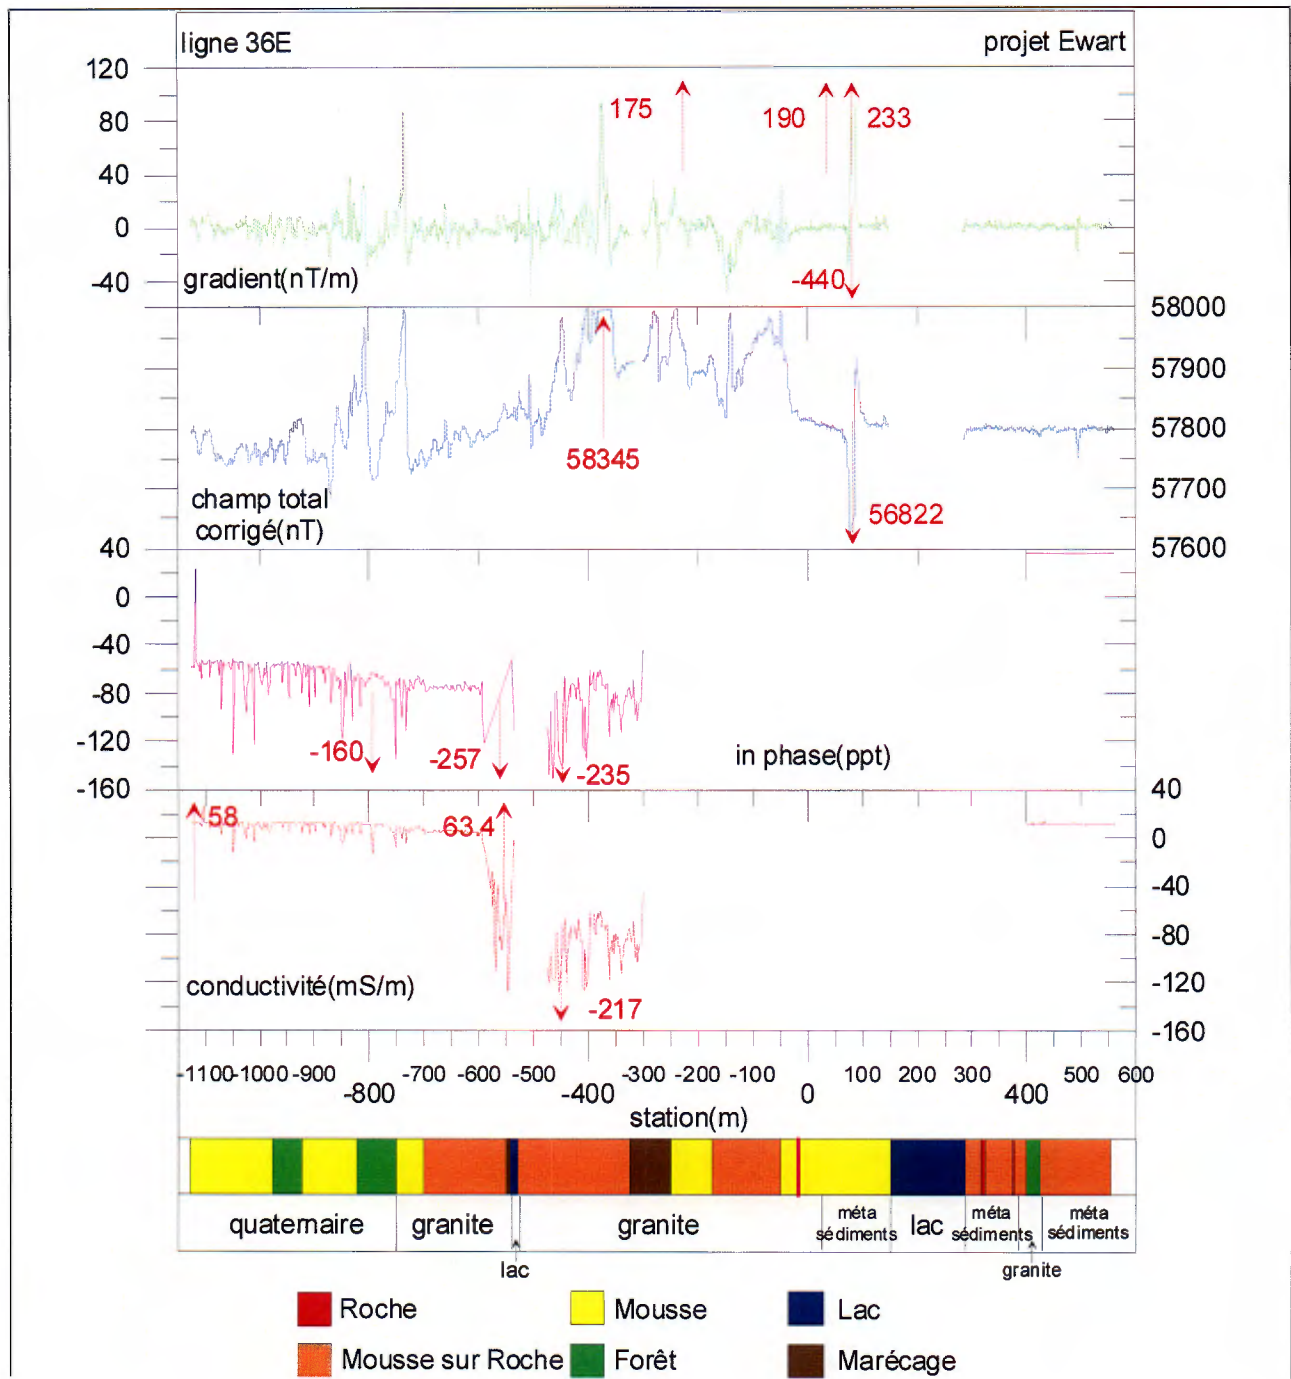 ligne 36E projet Ewart
120
80
40
0
-40
175
190
233
-440
gradient(nT/m)
58000
57900
57800
57700
57600
58345
56822
champ total
corrigé(nT)
40
0
-40
-80
-120
-160
-160
-257
-235
in phase(ppt)
40
0
-40
-80
-120
-160
58
63.4
-217
conductivité(mS/m)
-1100 -1000 -900 -700 -600 -500 -300 -200 -100 100 200 300 500 600
-800 -400 0 400
station(m)
quaternaire granite granite méta sédiments lac méta sédiments méta sédiments
lac granite
Roche Mousse Lac
Mousse sur Roche Forêt Marécage